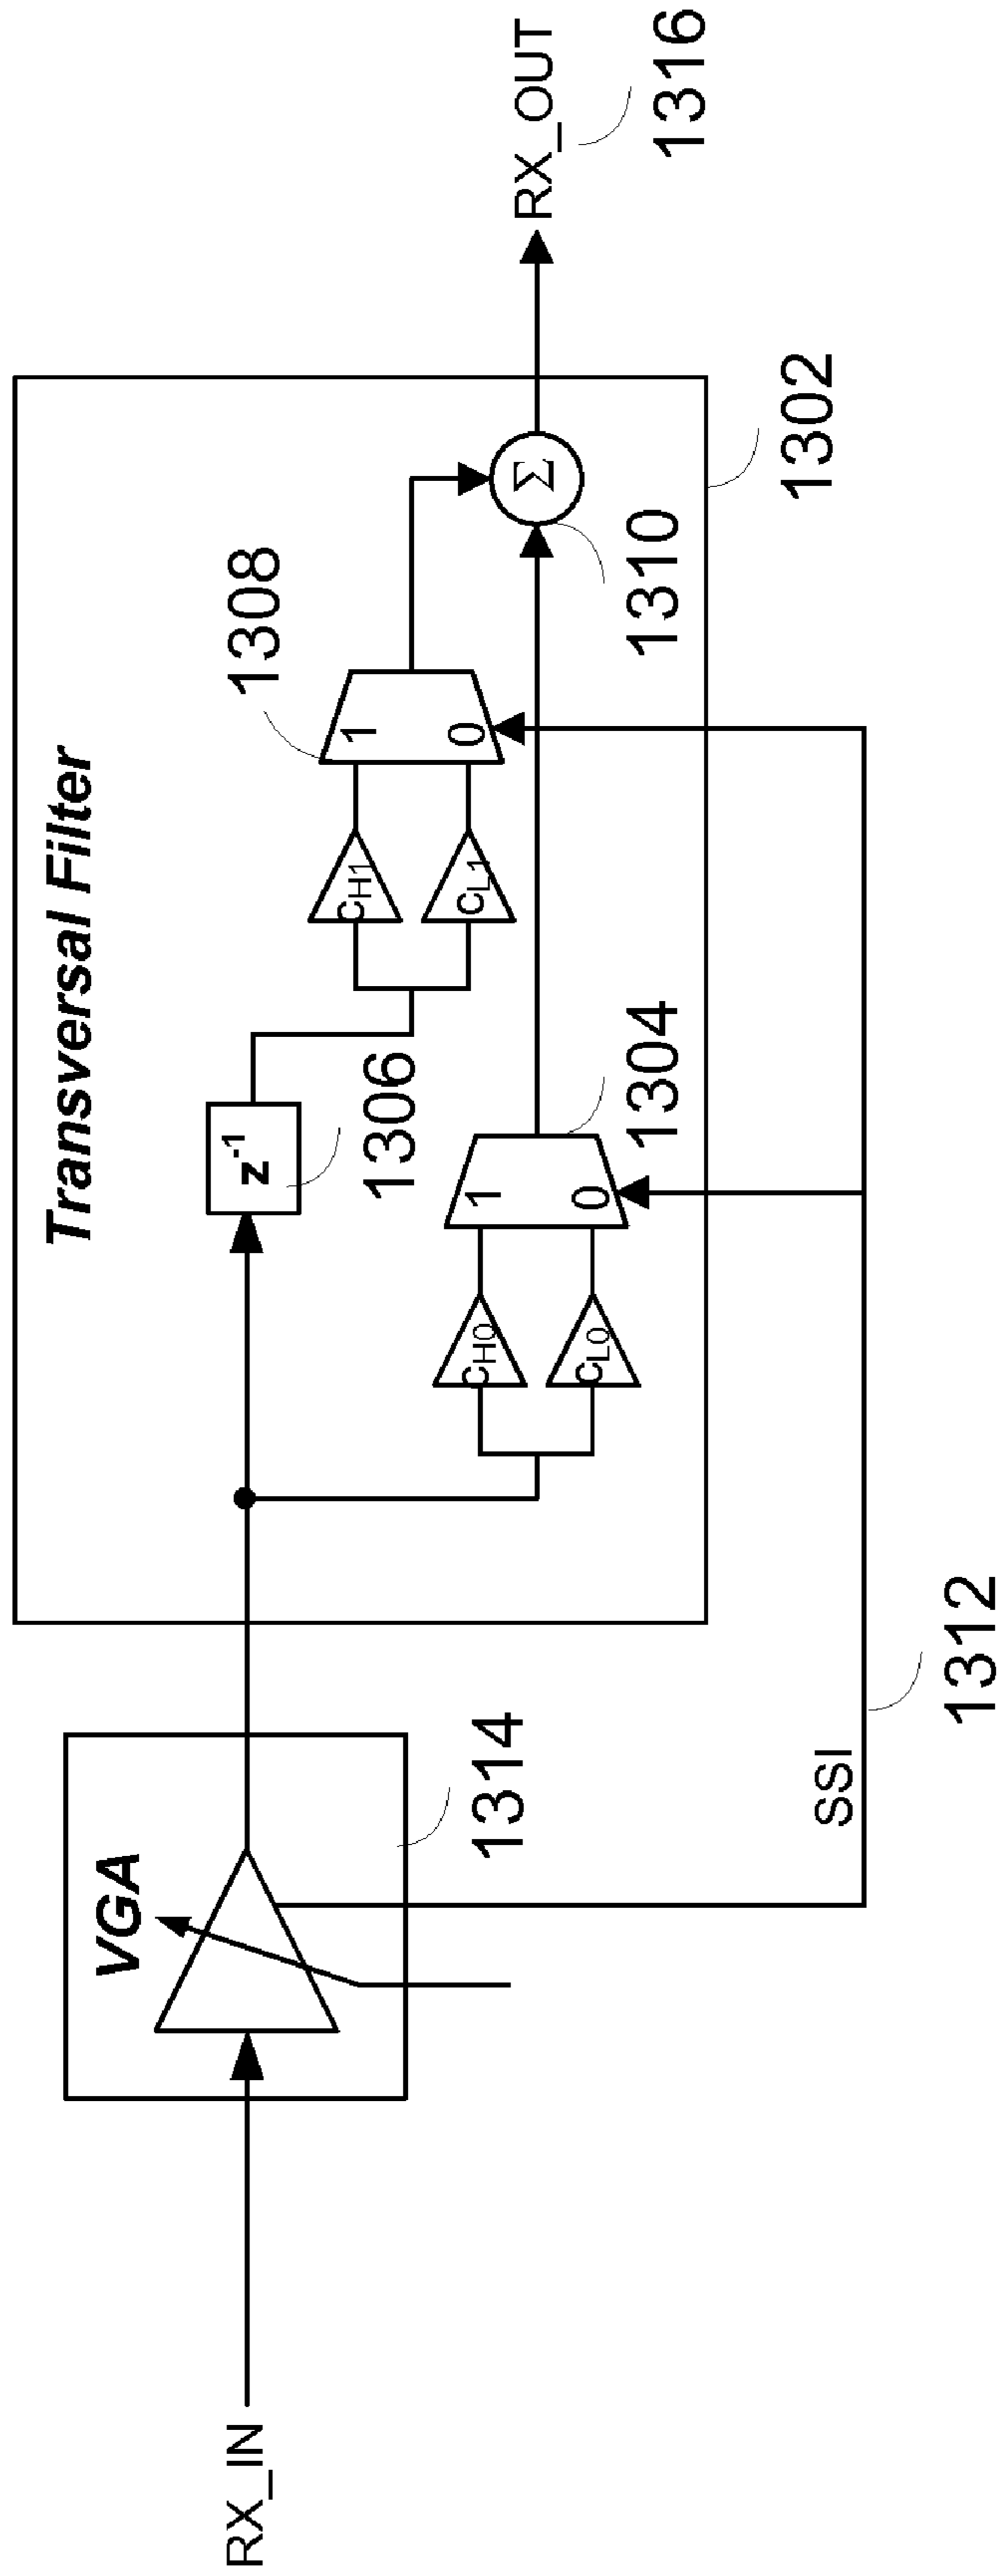 RX_IN
VGA
1314
SSI
1312
Transversal Filter
z-1
1306
CH0
CL0
1
0
1304
CH1
CL1
1
0
1308
Σ
1310
1302
RX_OUT
1316